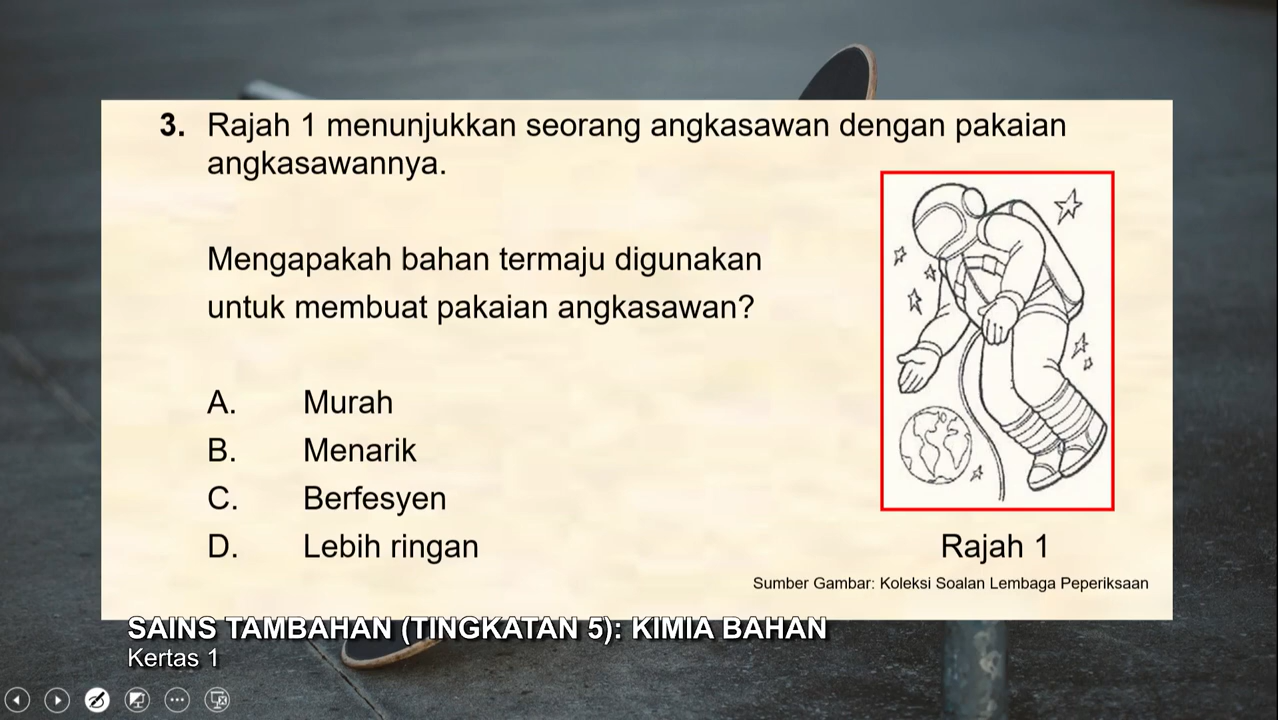 3. Rajah 1 menunjukkan seorang angkasawan dengan pakaian
angkasawannya.
Mengapakah bahan termaju digunakan
untuk membuat pakaian angkasawan?
A. Murah
B. Menarik
C. Berfesyen
D. Lebih ringan
Rajah 1
Sumber Gambar: Koleksi Soalan Lembaga Peperiksaan
SAINS TAMBAHAN (TINGKATAN 5): KIMIA BAHAN
Kertas 1